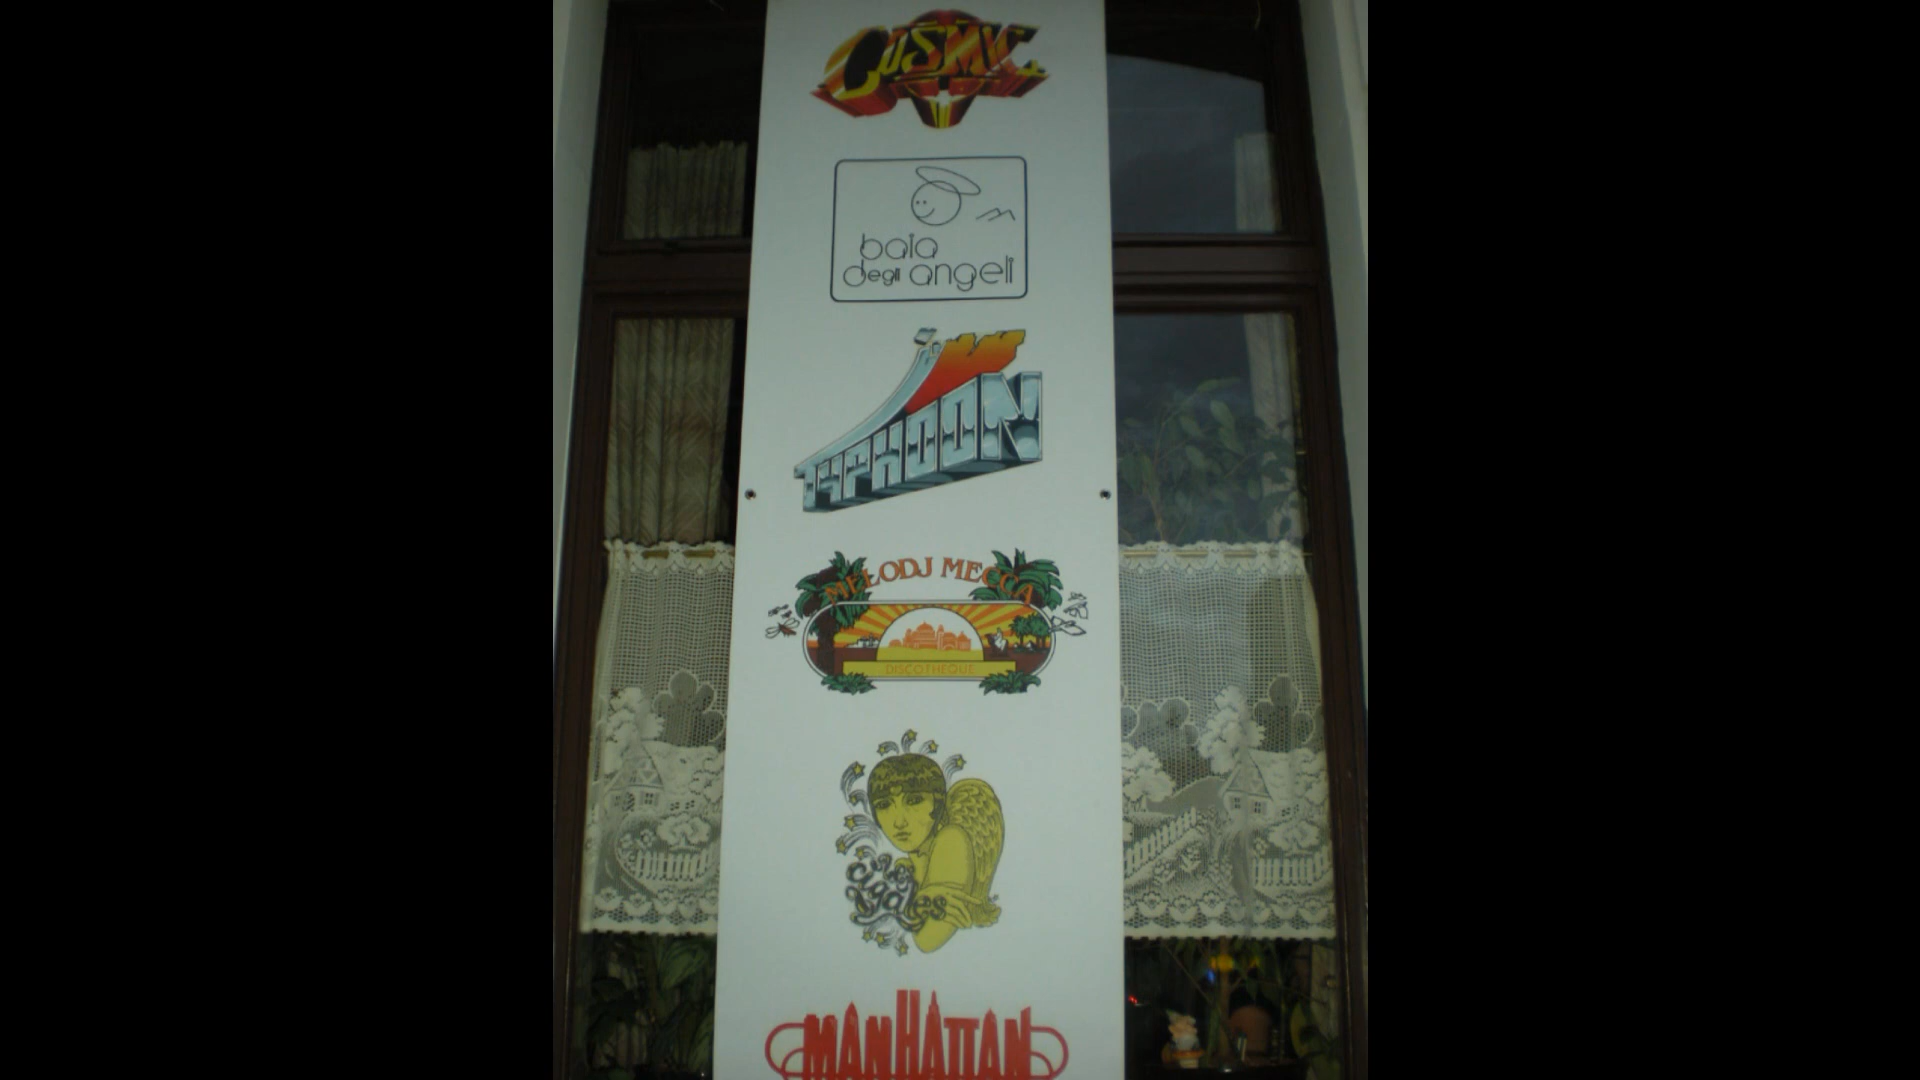 COSMIC
baia
degli angeli
TYPHOON
MELODJ MECCA
DISCOTHEQUE
les
cigales
MANHATTAN